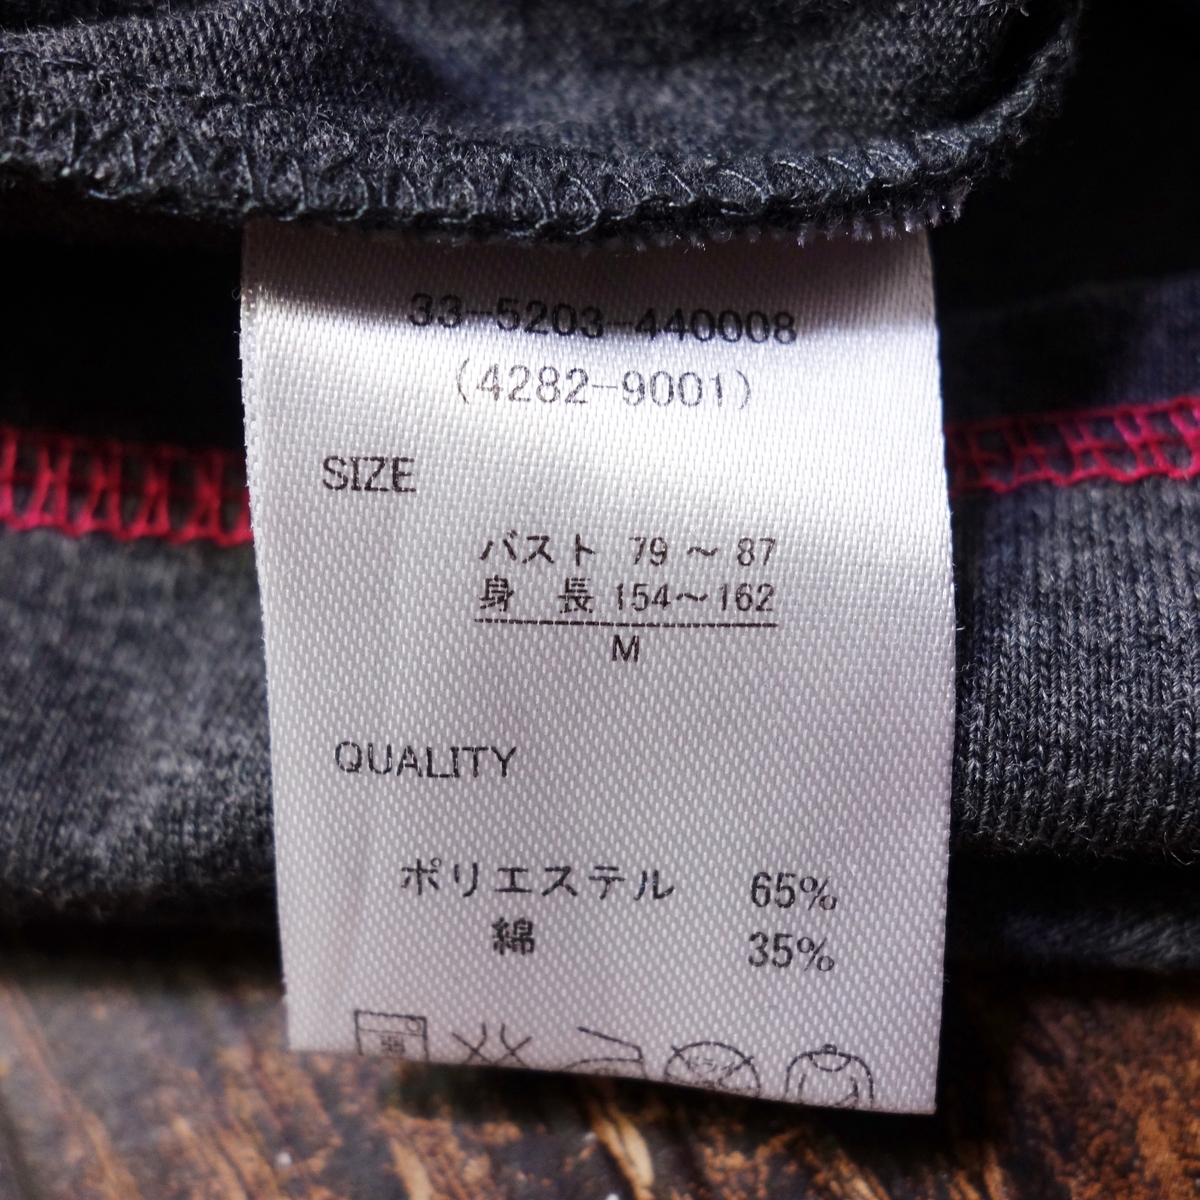 33-5203-440008
(4282-9001)
SIZE
バスト 79 ～ 87
身 長 154～162
M
QUALITY
ポリエステル 65%
綿 35%